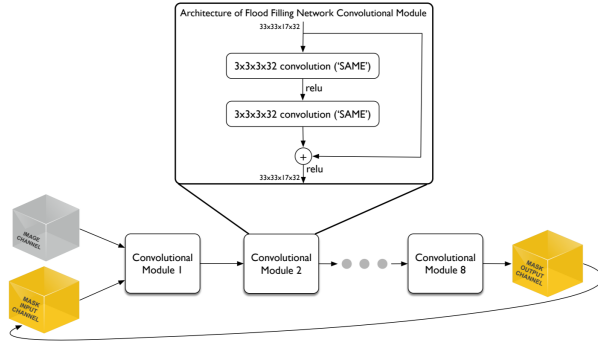 Architecture of Flood Filling Network Convolutional Module
33x33x17x32
3x3x3x32 convolution ('SAME')
relu
3x3x3x32 convolution ('SAME')
+
relu
33x33x17x32
IMAGE
CHANNEL
MASK
INPUT
CHANNEL
Convolutional
Module 1
Convolutional
Module 2
Convolutional
Module 8
MASK
OUTPUT
CHANNEL